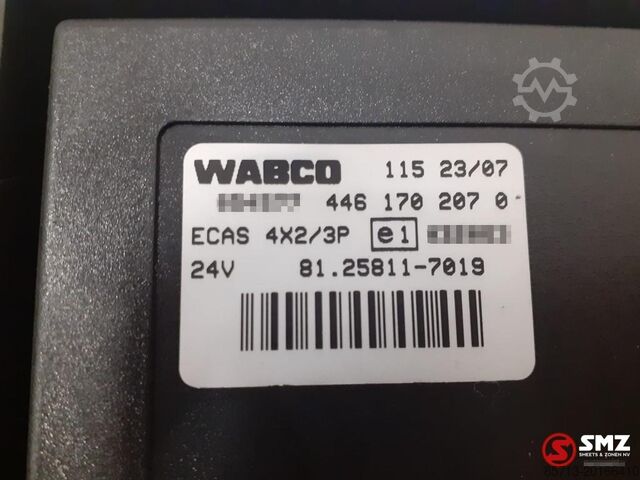 WABCO 115 23/07
446 170 207 0
ECAS 4X2/3P e1
24V 81.25811-7019
SMZ
SMEETS & ZONEN NV